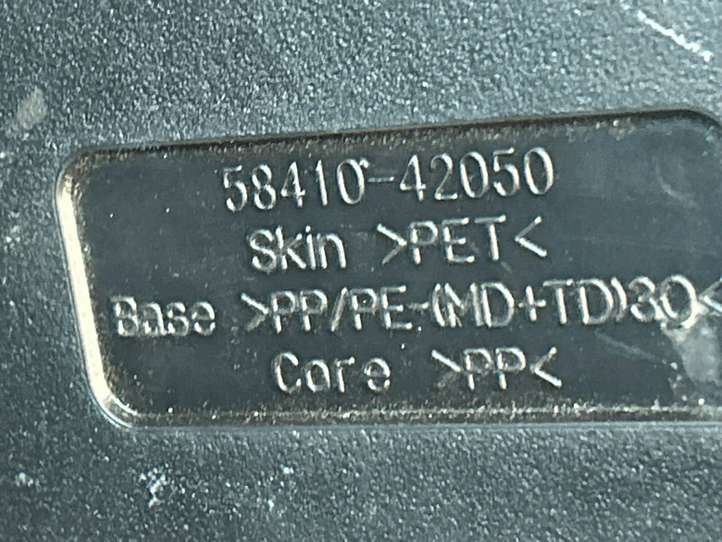 58410-42050
Skin >PET<
Base >PP/PE-(MD+TD)30<
Core >PP<